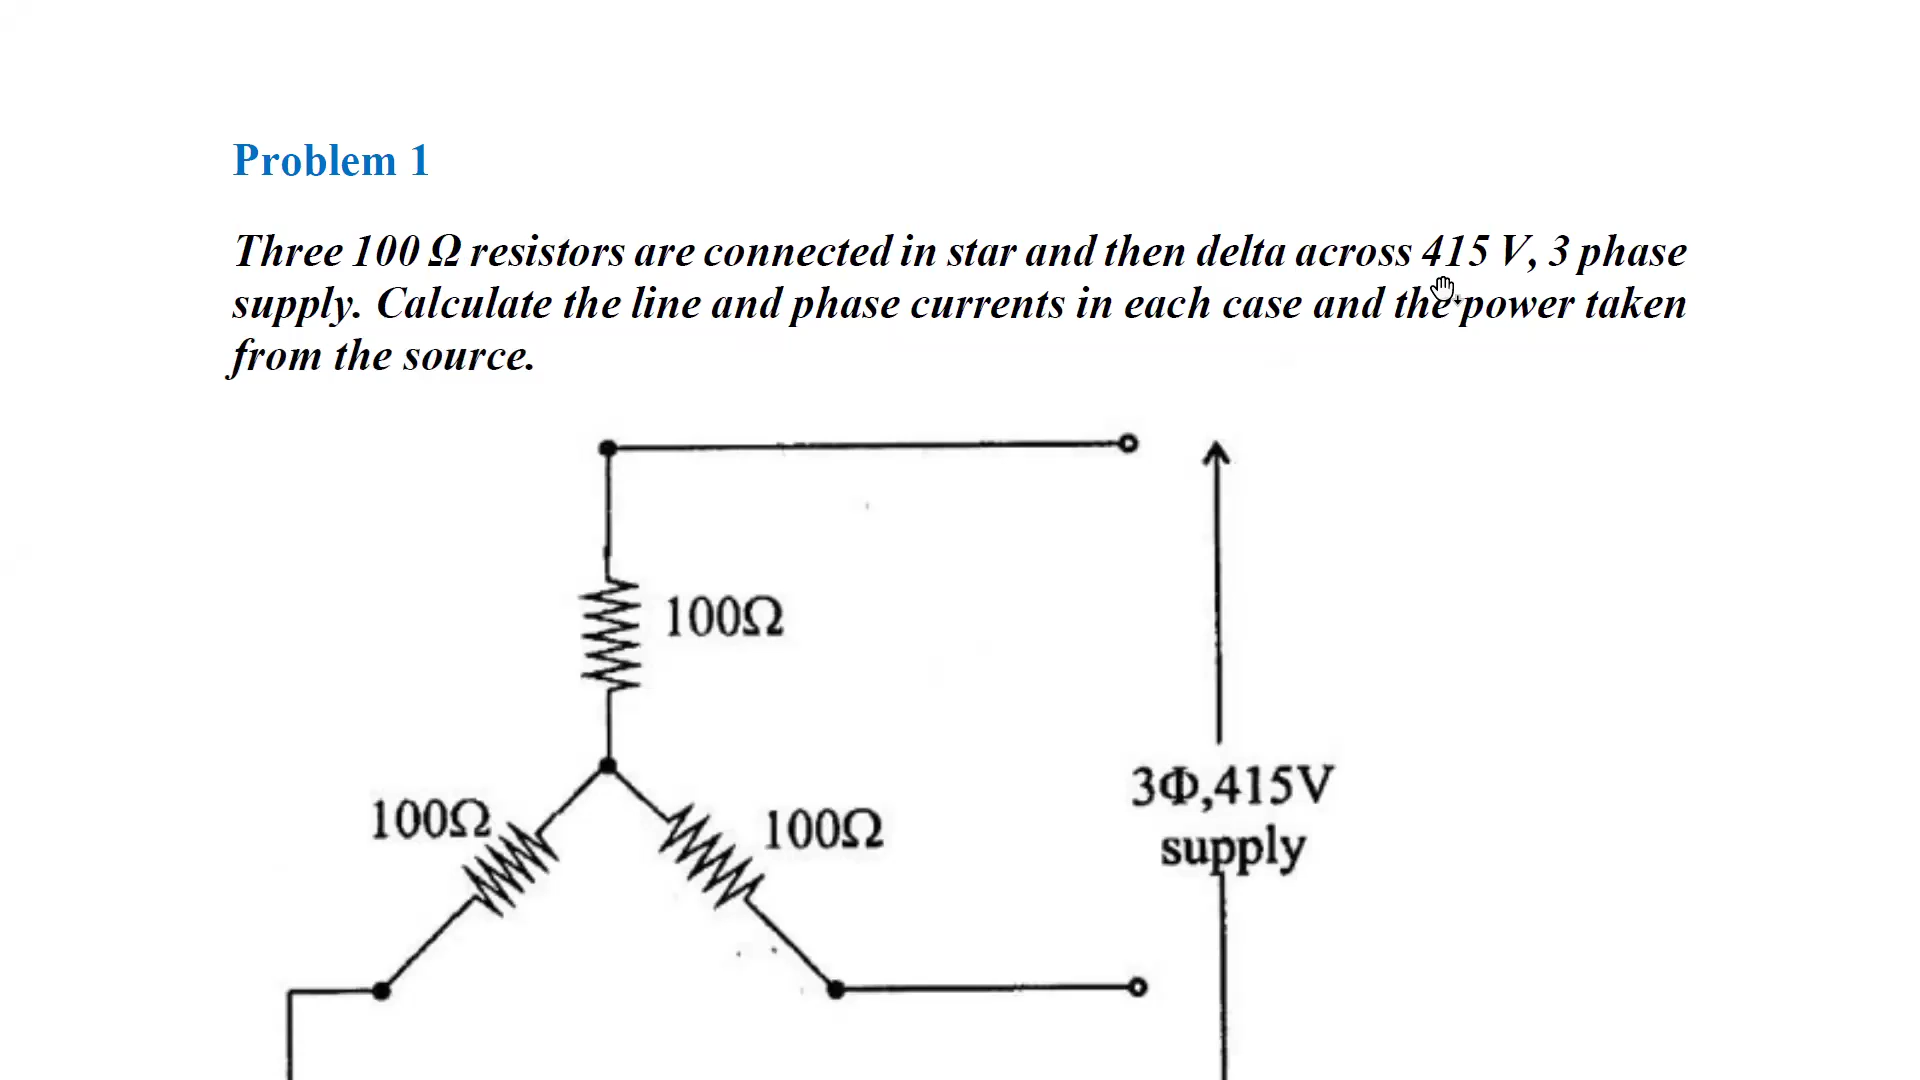 Problem 1
Three 100 Ω resistors are connected in star and then delta across 415 V, 3 phase
supply. Calculate the line and phase currents in each case and the power taken
from the source.
100Ω
100Ω
100Ω
3Φ,415V
supply